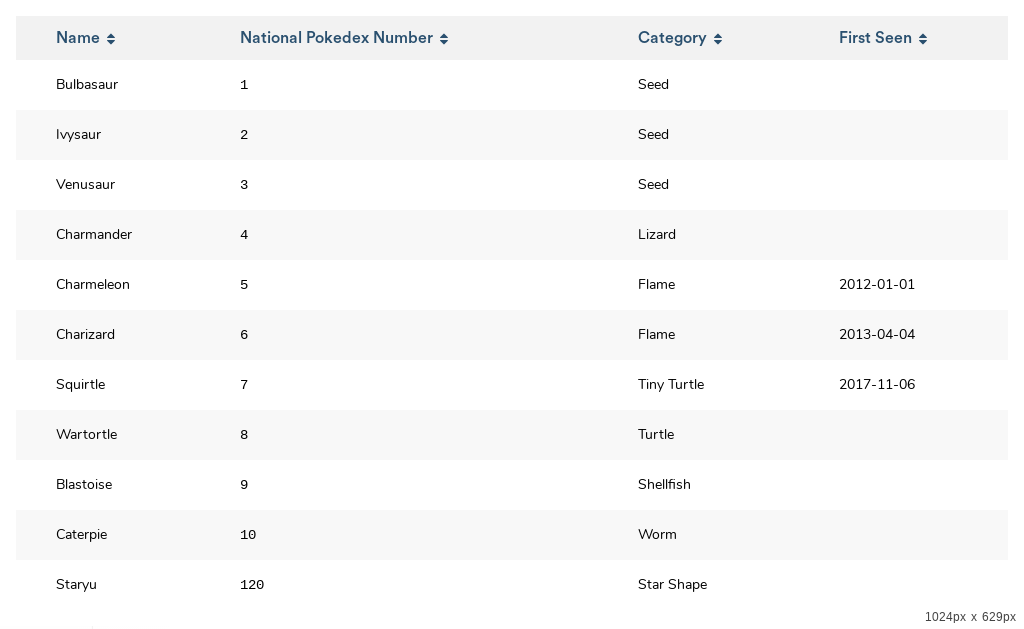 Name National Pokedex Number Category First Seen
Bulbasaur 1 Seed
Ivysaur 2 Seed
Venusaur 3 Seed
Charmander 4 Lizard
Charmeleon 5 Flame 2012-01-01
Charizard 6 Flame 2013-04-04
Squirtle 7 Tiny Turtle 2017-11-06
Wartortle 8 Turtle
Blastoise 9 Shellfish
Caterpie 10 Worm
Staryu 120 Star Shape
1024px x 629px